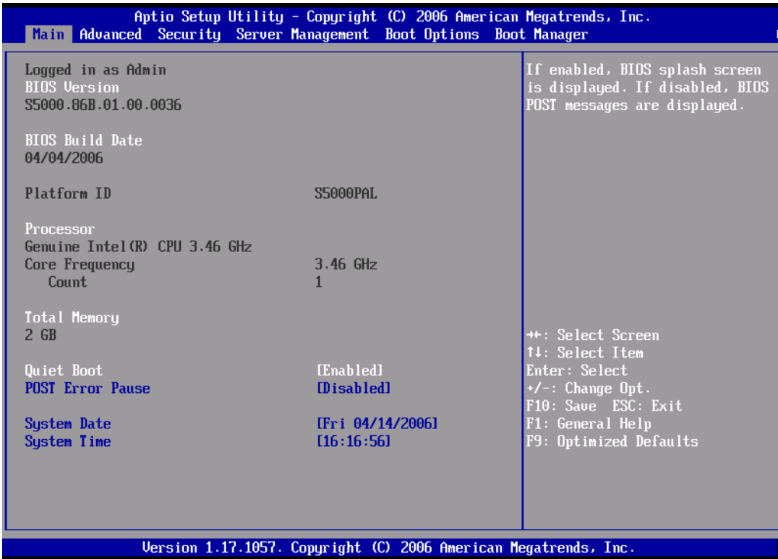 Aptio Setup Utility - Copyright (C) 2006 American Megatrends, Inc.
Main Advanced Security Server Management Boot Options Boot Manager
Logged in as Admin
BIOS Version
S5000.86B.01.00.0036
BIOS Build Date
04/04/2006
Platform ID S5000PAL
Processor
Genuine Intel(R) CPU 3.46 GHz
Core Frequency 3.46 GHz
Count 1
Total Memory
2 GB
Quiet Boot [Enabled]
POST Error Pause [Disabled]
System Date [Fri 04/14/2006]
System Time [16:16:56]
If enabled, BIOS splash screen
is displayed. If disabled, BIOS
POST messages are displayed.
→←: Select Screen
↑↓: Select Item
Enter: Select
+/-: Change Opt.
F10: Save ESC: Exit
F1: General Help
F9: Optimized Defaults
Version 1.17.1057. Copyright (C) 2006 American Megatrends, Inc.